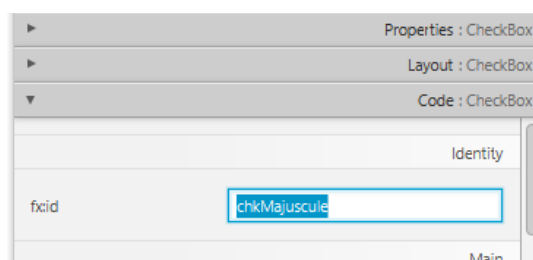 Properties : CheckBox
Layout : CheckBox
Code : CheckBox
Identity
fx:id chkMajuscule
Main